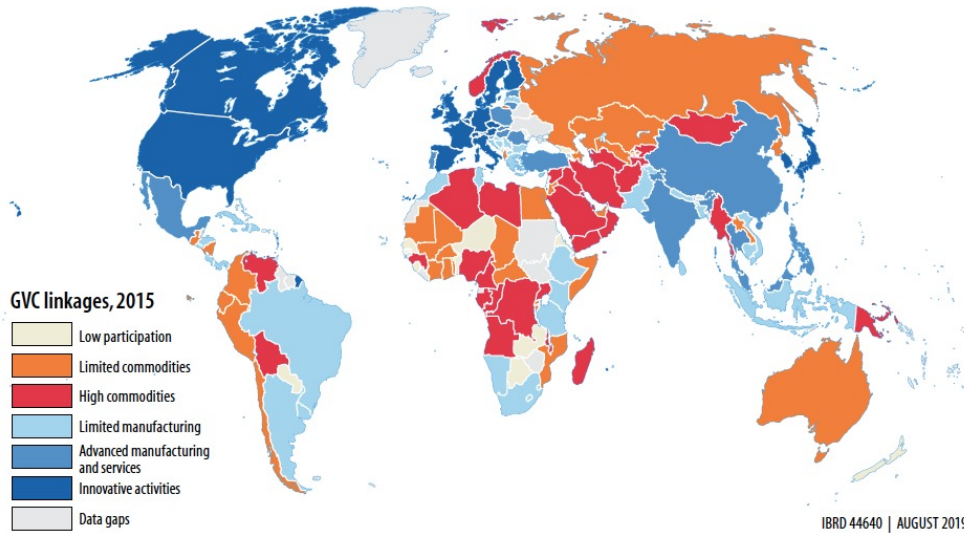 GVC linkages, 2015
Low participation
Limited commodities
High commodities
Limited manufacturing
Advanced manufacturing
and services
Innovative activities
Data gaps
IBRD 44640 | AUGUST 2019